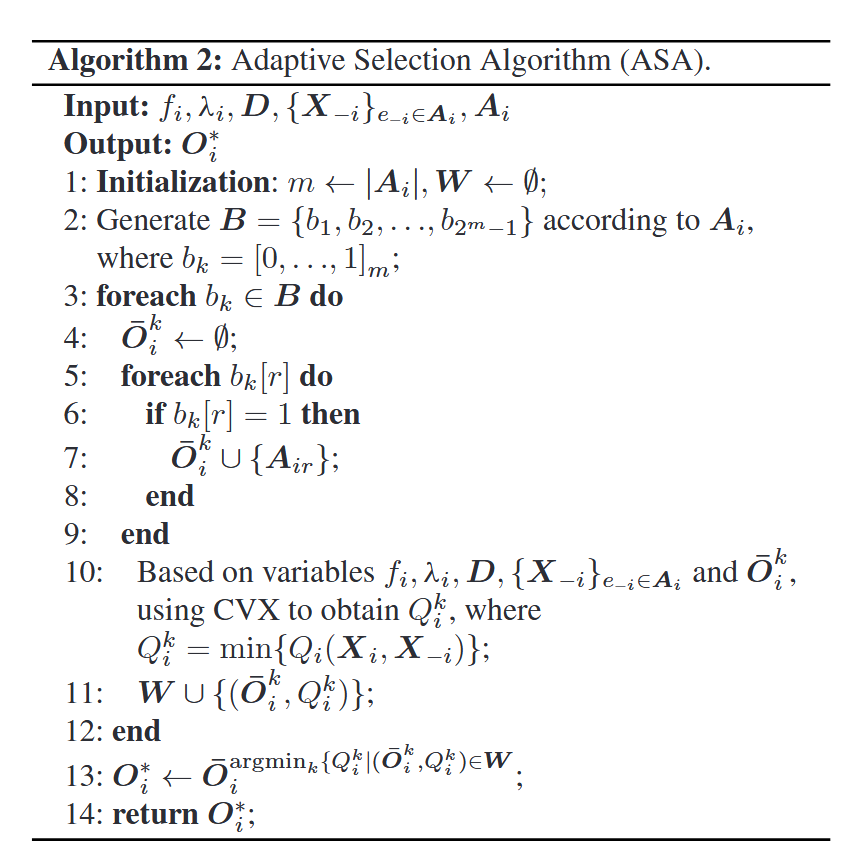 Algorithm 2: Adaptive Selection Algorithm (ASA).
Input: $f_i, \lambda_i, \boldsymbol{D}, \{\boldsymbol{X}_{-i}\}_{e_{-i} \in \boldsymbol{A}_i}, \boldsymbol{A}_i$
Output: $\boldsymbol{O}_i^*$
1: Initialization: $m \leftarrow |\boldsymbol{A}_i|, \boldsymbol{W} \leftarrow \emptyset$;
2: Generate $\boldsymbol{B} = \{b_1, b_2, \ldots, b_{2^m-1}\}$ according to $\boldsymbol{A}_i$,
where $b_k = [0, \ldots, 1]_m$;
3: foreach $b_k \in \boldsymbol{B}$ do
4: $\bar{\boldsymbol{O}}_i^k \leftarrow \emptyset$;
5: foreach $b_k[r]$ do
6: if $b_k[r] = 1$ then
7: $\bar{\boldsymbol{O}}_i^k \cup \{\boldsymbol{A}_{ir}\}$;
8: end
9: end
10: Based on variables $f_i, \lambda_i, \boldsymbol{D}, \{\boldsymbol{X}_{-i}\}_{e_{-i} \in \boldsymbol{A}_i}$ and $\bar{\boldsymbol{O}}_i^k$,
using CVX to obtain $Q_i^k$, where
$Q_i^k = \min\{Q_i(\boldsymbol{X}_i, \boldsymbol{X}_{-i})\}$;
11: $\boldsymbol{W} \cup \{(\bar{\boldsymbol{O}}_i^k, Q_i^k)\}$;
12: end
13: $\boldsymbol{O}_i^* \leftarrow \bar{\boldsymbol{O}}_i^{\operatorname{argmin}_k \{Q_i^k | (\bar{\boldsymbol{O}}_i^k, Q_i^k) \in \boldsymbol{W}}$;
14: return $\boldsymbol{O}_i^*$;